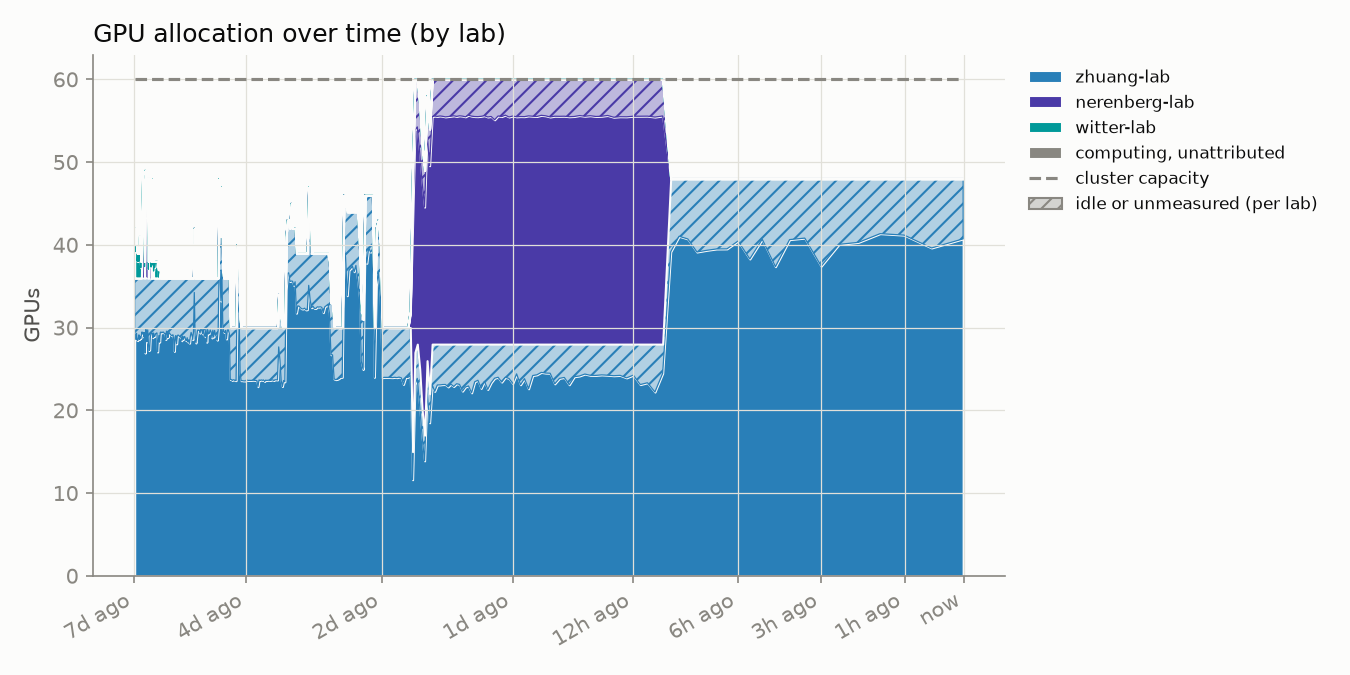 GPU allocation over time (by lab)
60
50
40
30
20
10
0
GPUs
7d ago
4d ago
2d ago
1d ago
12h ago
6h ago
3h ago
1h ago
now
zhuang-lab
nerenberg-lab
witter-lab
computing, unattributed
cluster capacity
idle or unmeasured (per lab)